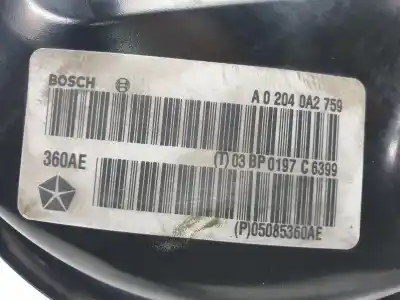 BOSCH A 0 204 0A2 759
360AE (T) 03 BP 0197 C 6399
(P)05085360AE